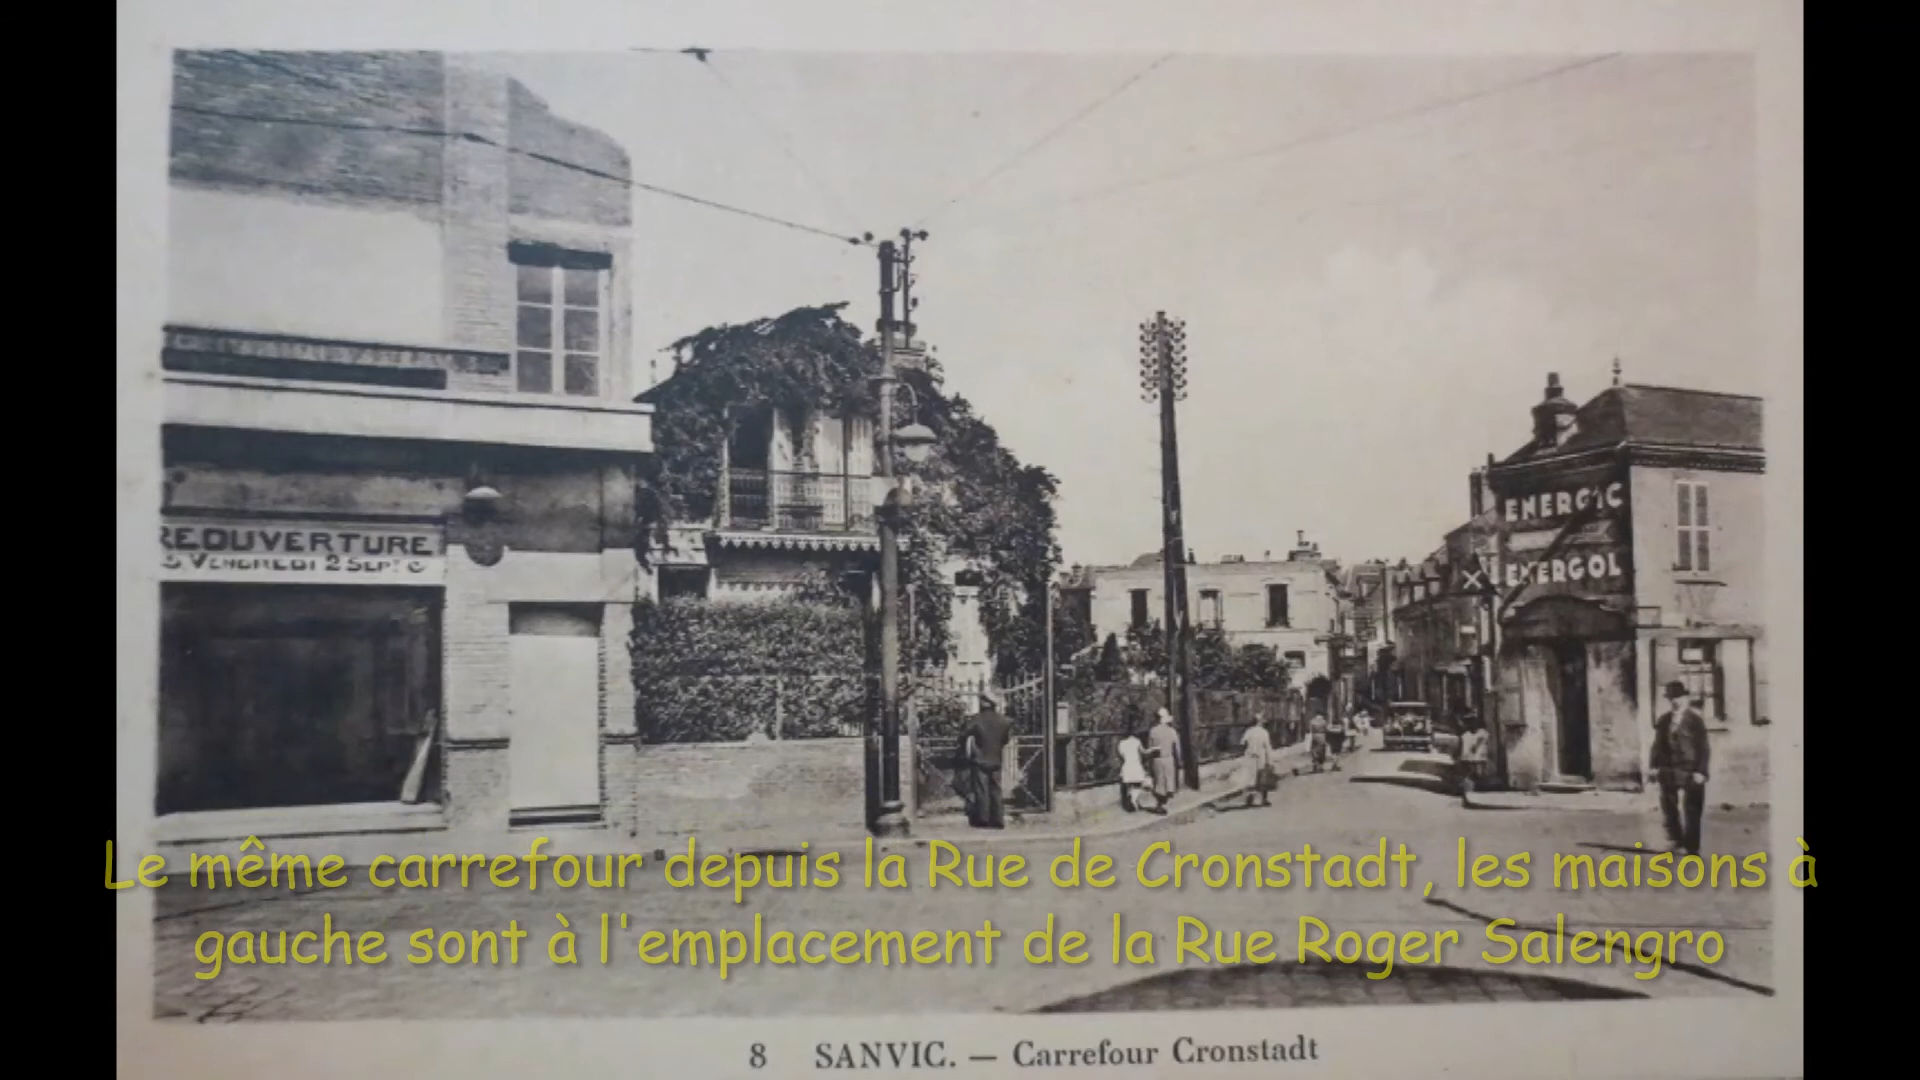 ENERGIC
ENERGOL
REOUVERTURE
VENDREDI 2 SEPT
Le même carrefour depuis la Rue de Cronstadt, les maisons à
gauche sont à l'emplacement de la Rue Roger Salengro
8 SANVIC. — Carrefour Cronstadt